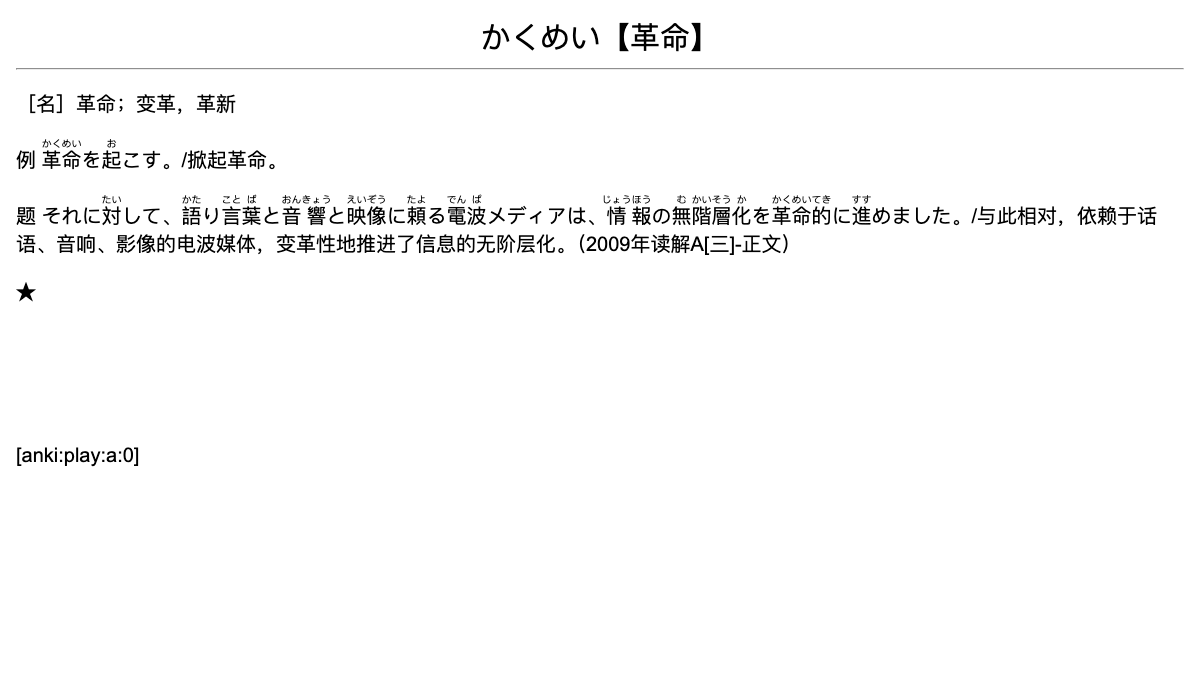 かくめい【革命】
［名］革命；变革，革新
かくめい お
例 革命を起こす。/掀起革命。
たい かた ことば おんきょう えいぞう たよ でんぱ じょうほう むかいそうか かくめいてき すす
题 それに対して、語り言葉と音響と映像に頼る電波メディアは、情報の無階層化を革命的に進めました。/与此相对，依赖于话
语、音响、影像的电波媒体，变革性地推进了信息的无阶层化。（2009年读解A[三]-正文）
★
[anki:play:a:0]